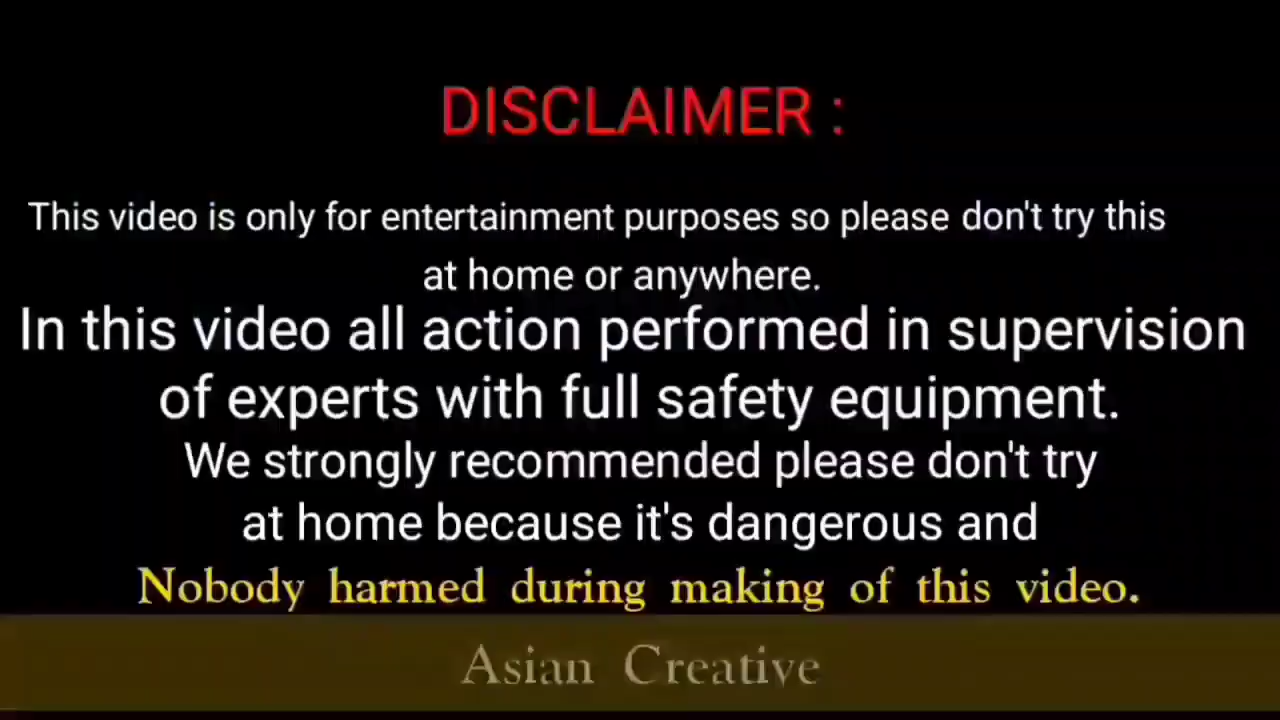 DISCLAIMER :
This video is only for entertainment purposes so please don't try this
at home or anywhere.
In this video all action performed in supervision
of experts with full safety equipment.
We strongly recommended please don't try
at home because it's dangerous and
Nobody harmed during making of this video.
Asian Creative